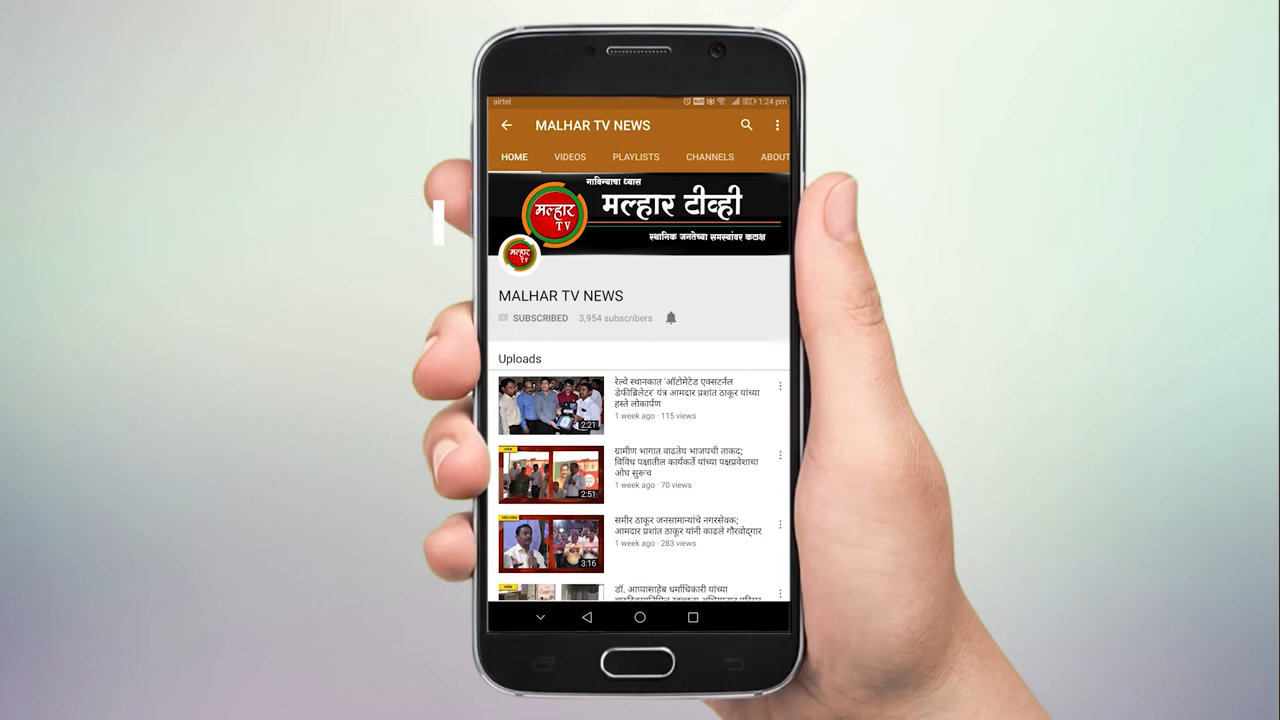 airtel
1:24 pm
MALHAR TV NEWS
HOME VIDEOS PLAYLISTS CHANNELS ABOUT
नाविन्याचा ध्यास
मल्हार टीव्ही
मल्हार
TV
स्थानिक जनतेच्या समस्यांवर कटाक्ष
मल्हार
TV
MALHAR TV NEWS
SUBSCRIBED 3,954 subscribers
Uploads
रेल्वे स्थानकात 'ऑटोमेटेड एक्सटर्नल
डेफीब्रिलेटर' यंत्र आमदार प्रशांत ठाकूर यांच्या
हस्ते लोकार्पण
1 week ago · 115 views
2:21
ग्रामीण भागात वाढतेय भाजपची ताकद;
विविध पक्षातील कार्यकर्ते यांच्या पक्षप्रवेशाचा
ओघ सुरूच
1 week ago · 70 views
2:51
समीर ठाकूर जनसामान्यांचे नगरसेवक;
आमदार प्रशांत ठाकूर यांनी काढले गौरवोद्गार
1 week ago · 283 views
3:16
डॉ. आप्पासाहेब धर्माधिकारी यांच्या